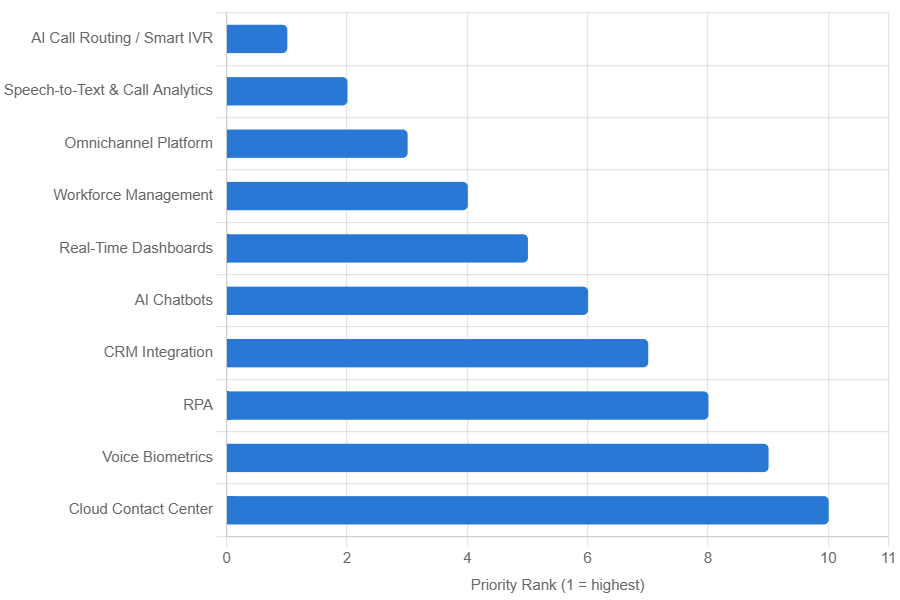 AI Call Routing / Smart IVR
Speech-to-Text & Call Analytics
Omnichannel Platform
Workforce Management
Real-Time Dashboards
AI Chatbots
CRM Integration
RPA
Voice Biometrics
Cloud Contact Center
0 2 4 6 8 10 11
Priority Rank (1 = highest)